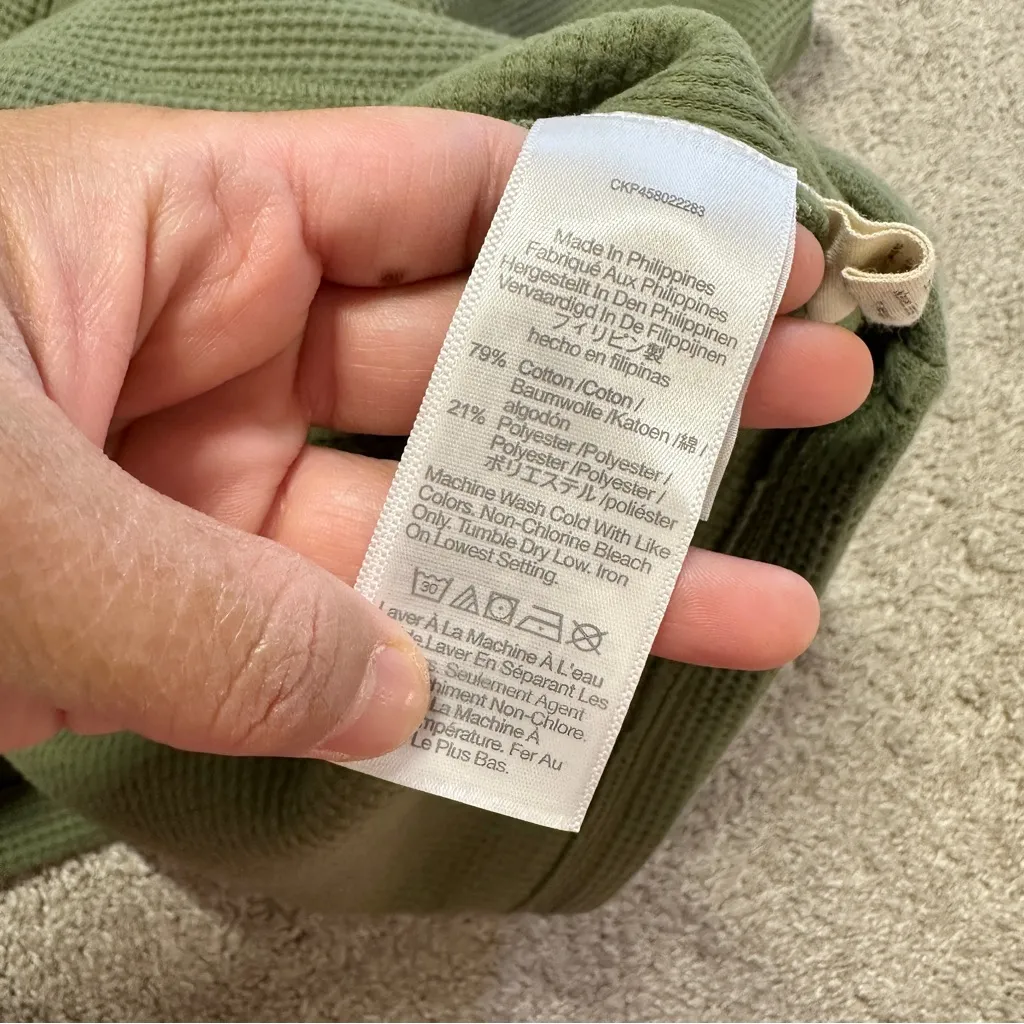 CKP458022283
Made In Philippines
Fabriqué Aux Philippines
Hergestellt In Den Philippinen
Vervaardigd In De Filippijnen
フィリピン製
hecho en filipinas
79% Cotton /Coton /
Baumwolle /Katoen /綿 /
algodón
21% Polyester /Polyester /
Polyester /Polyester /
ポリエステル /poliéster
Machine Wash Cold With Like
Colors. Non-Chlorine Bleach
Only. Tumble Dry Low. Iron
On Lowest Setting.
30
Laver À La Machine À L'eau
Laver En Séparant Les
Seulement Agent
Non-Chlore.
La Machine À
Fer Au
Le Plus Bas.